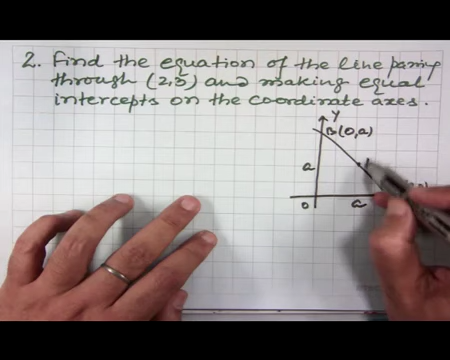 2. Find the equation of the line passing
through (2,3) and making equal
intercepts on the coordinate axes.
Y
B(0,a)
a
O
a